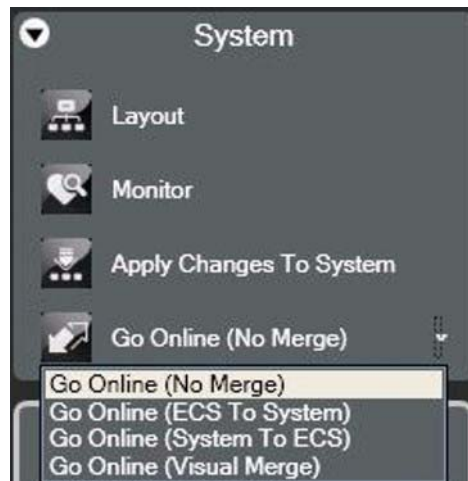 System
Layout
Monitor
Apply Changes To System
Go Online (No Merge)
Go Online (No Merge)
Go Online (ECS To System)
Go Online (System To ECS)
Go Online (Visual Merge)